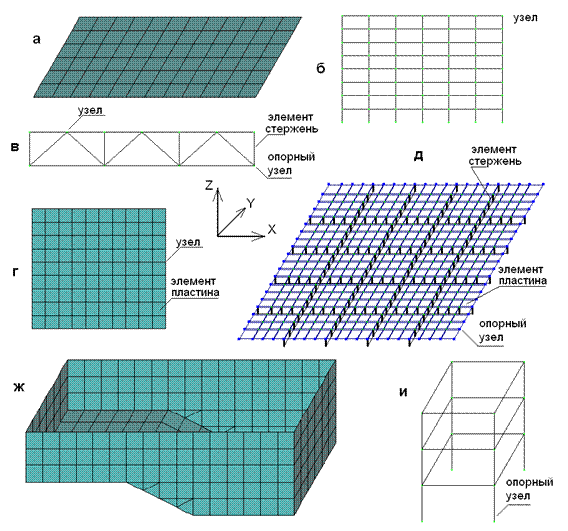 а
узел
б
узел
элемент
стержень
в
опорный
узел
элемент
стержень
д
Z
Y
X
г
узел
элемент
пластина
элемент
пластина
опорный
узел
ж
и
опорный
узел